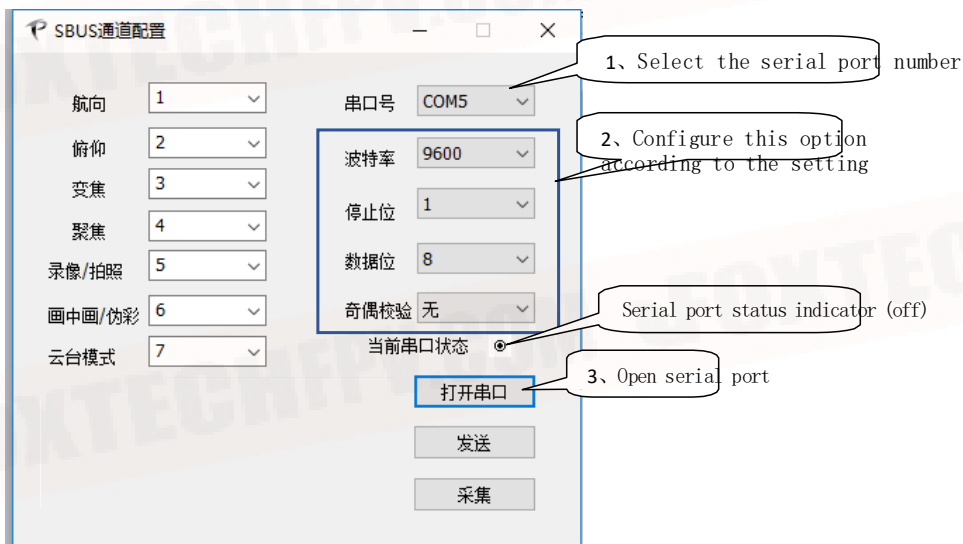 SBUS通道配置
航向 1
俯仰 2
变焦 3
聚焦 4
录像/拍照 5
画中画/伪彩 6
云台模式 7
串口号 COM5
波特率 9600
停止位 1
数据位 8
奇偶校验 无
当前串口状态
打开串口
发送
采集
1、Select the serial port number
2、Configure this option
according to the setting
Serial port status indicator (off)
3、Open serial port
FOXTECHFPV.COM